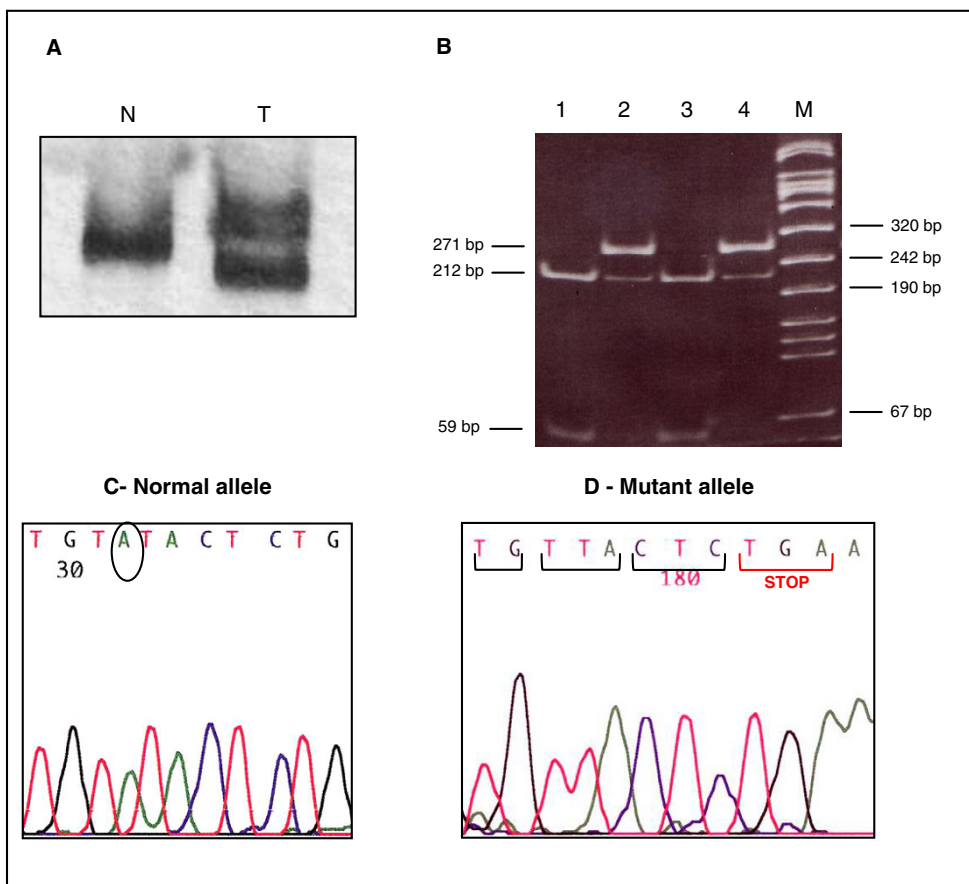 A
B
N T
1 2 3 4 M
271 bp
212 bp
59 bp
320 bp
242 bp
190 bp
67 bp
C- Normal allele
T G T A T A C T C T G
30
D - Mutant allele
T G T T A C T C T G A A
180
STOP